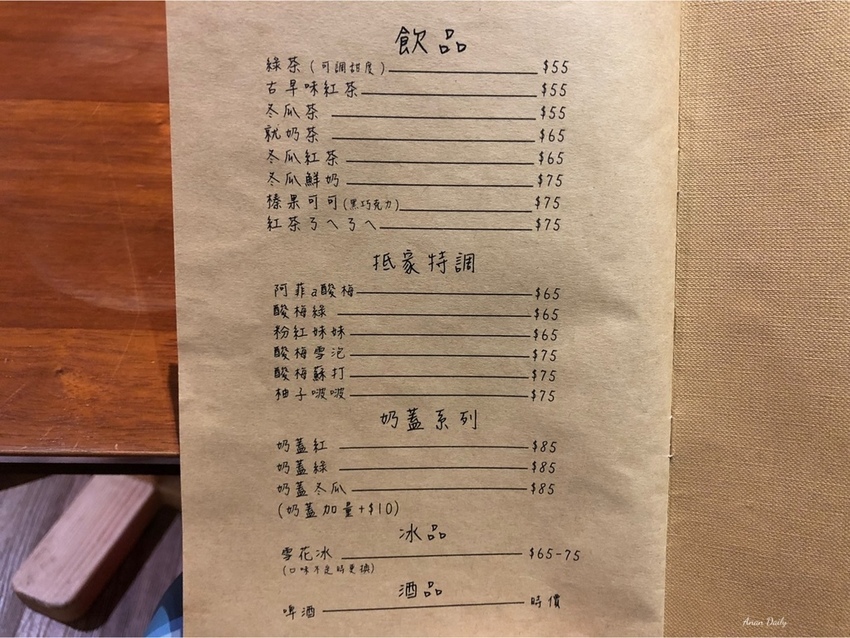 飲品
綠茶(可調甜度) $55
古早味紅茶 $55
冬瓜茶 $55
就奶茶 $65
冬瓜紅茶 $65
冬瓜鮮奶 $75
榛果可可(黑巧克力) $75
紅茶ㄋㄟㄋㄟ $75
抵家特調
阿菲a酸梅 $65
酸梅綠 $65
粉紅妹妹 $65
酸梅雪泡 $75
酸梅蘇打 $75
柚子啵啵 $75
奶蓋系列
奶蓋紅 $85
奶蓋綠 $85
奶蓋冬瓜 $85
(奶蓋加量+$10)
冰品
雪花冰 $65-75
(口味不定時更換)
酒品
啤酒 時價
Anan Daily